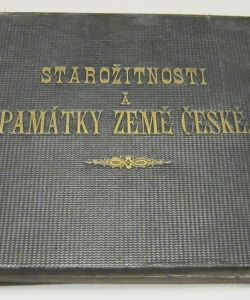 STAROŽITNOSTI
A
PAMÁTKY ZEMĚ ČESKÉ.